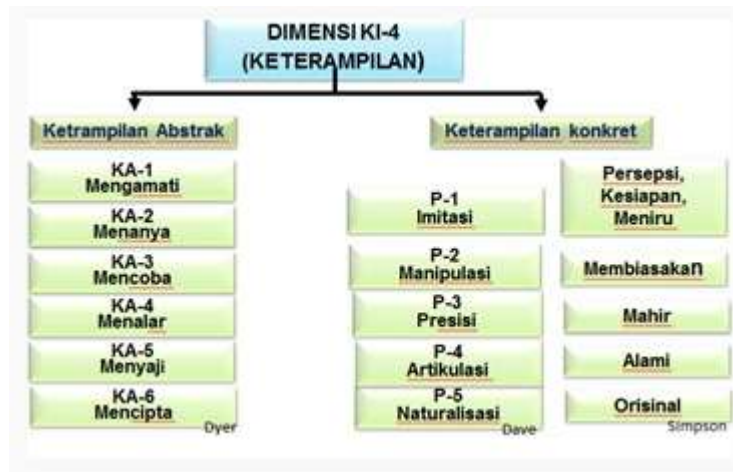 DIMENSI KI-4
(KETERAMPILAN)
Ketrampilan Abstrak
KA-1
Mengamati
KA-2
Menanya
KA-3
Mencoba
KA-4
Menalar
KA-5
Menyaji
KA-6
Mencipta
Dyer
Keterampilan konkret
P-1
Imitasi
P-2
Manipulasi
P-3
Presisi
P-4
Artikulasi
P-5
Naturalisasi
Dave
Persepsi,
Kesiapan,
Meniru
Membiasakan
Mahir
Alami
Orisinal
Simpson